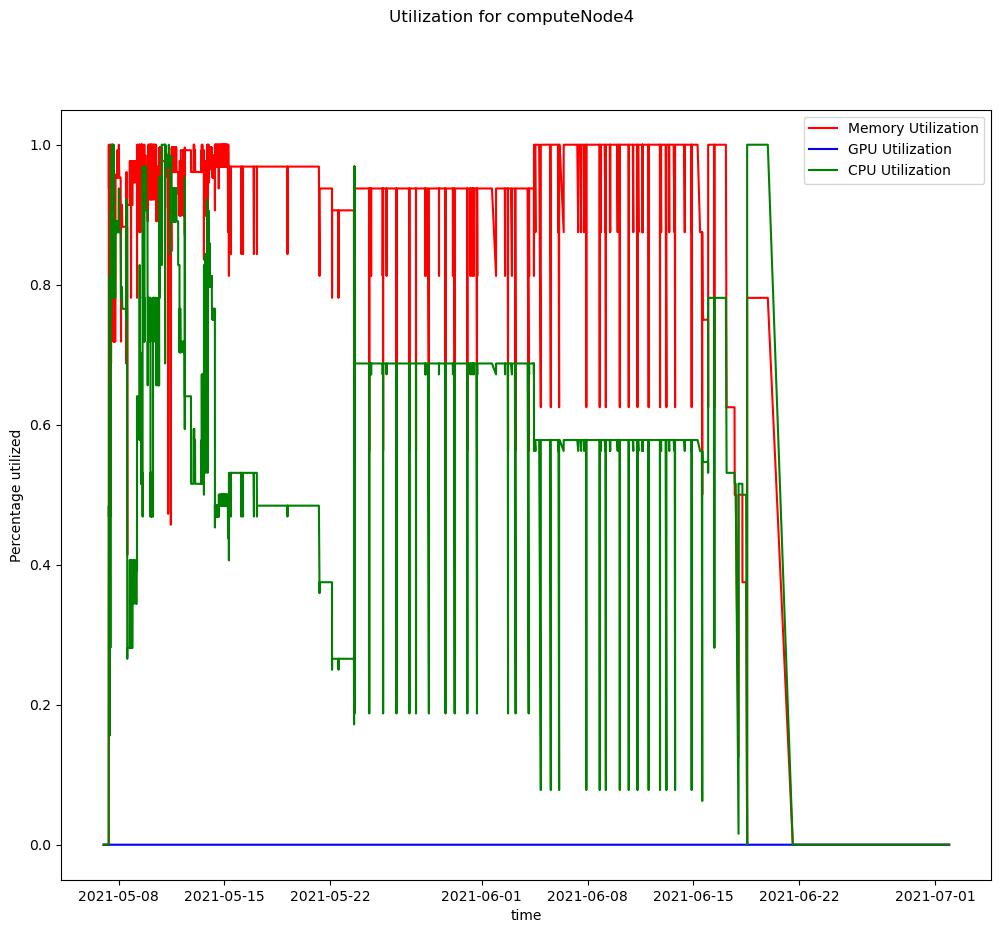 Utilization for computeNode4
Memory Utilization
GPU Utilization
CPU Utilization
1.0
0.8
0.6
0.4
0.2
0.0
Percentage utilized
2021-05-08 2021-05-15 2021-05-22 2021-06-01 2021-06-08 2021-06-15 2021-06-22 2021-07-01
time